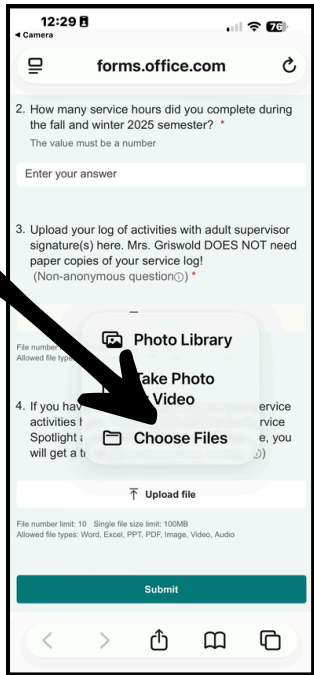 12:29
76
◄ Camera
forms.office.com
2. How many service hours did you complete during
the fall and winter 2025 semester? *
The value must be a number
Enter your answer
3. Upload your log of activities with adult supervisor
signature(s) here. Mrs. Griswold DOES NOT need
paper copies of your service log!
(Non-anonymous question) *
File number
Allowed file type
Photo Library
Take Photo
Video
Choose Files
4. If you hav ervice
activities rvice
Spotlight e, you
will get a )
Upload file
File number limit: 10 Single file size limit: 100MB
Allowed file types: Word, Excel, PPT, PDF, Image, Video, Audio
Submit